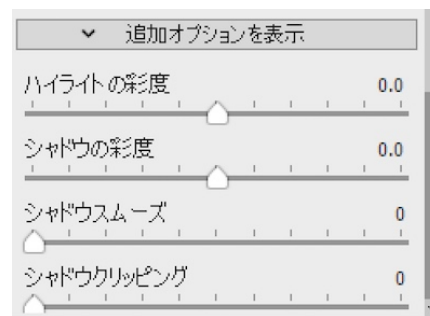 追加オプションを表示
ハイライトの彩度 0.0
シャドウの彩度 0.0
シャドウスムーズ 0
シャドウクリッピング 0